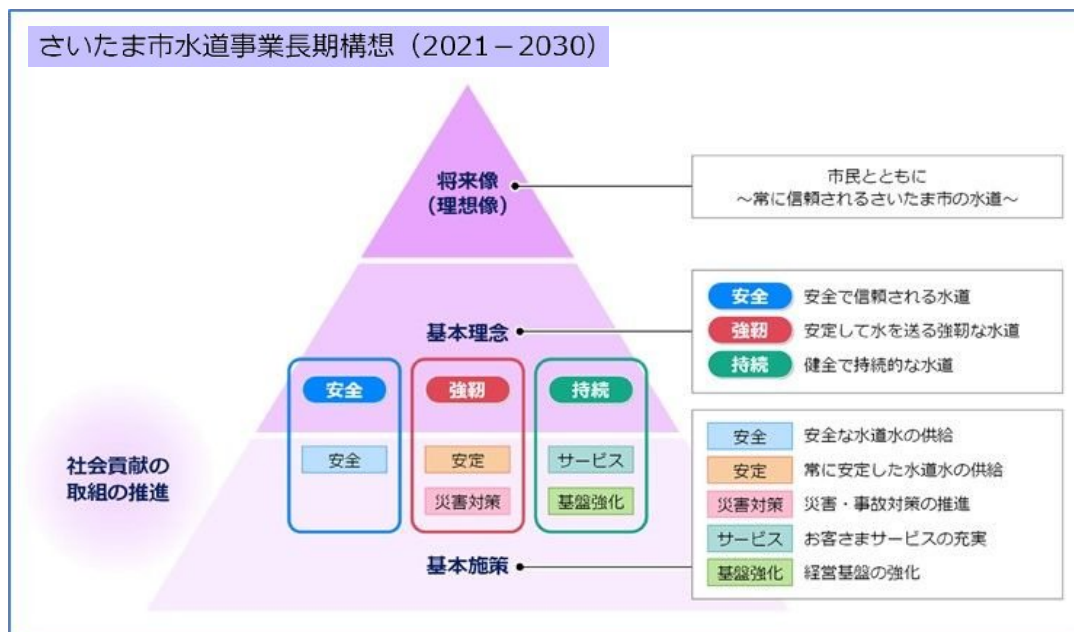 さいたま市水道事業長期構想（2021－2030）
将来像
(理想像)
市民とともに
～常に信頼されるさいたま市の水道～
基本理念
安全 安全で信頼される水道
強靭 安定して水を送る強靭な水道
持続 健全で持続的な水道
安全 強靭 持続
安全 安定 サービス
災害対策 基盤強化
社会貢献の
取組の推進
基本施策
安全 安全な水道水の供給
安定 常に安定した水道水の供給
災害対策 災害・事故対策の推進
サービス お客さまサービスの充実
基盤強化 経営基盤の強化